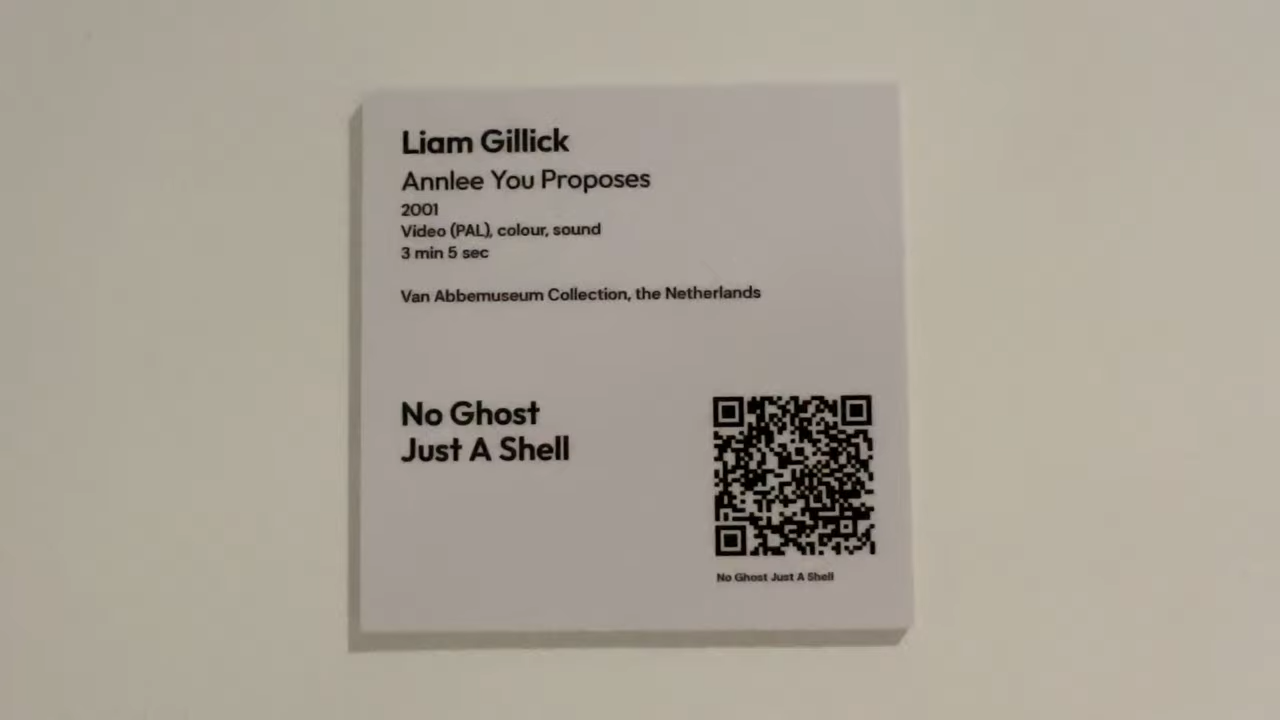 Liam Gillick
Annlee You Proposes
2001
Video (PAL), colour, sound
3 min 5 sec
Van Abbemuseum Collection, the Netherlands
No Ghost
Just A Shell
No Ghost Just A Shell